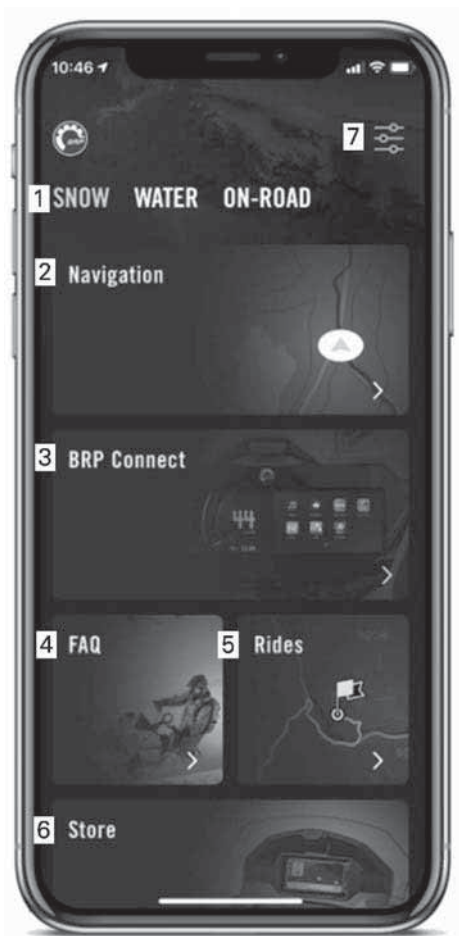 10:46
7
1 SNOW WATER ON-ROAD
2 Navigation
3 BRP Connect
4 FAQ
5 Rides
6 Store